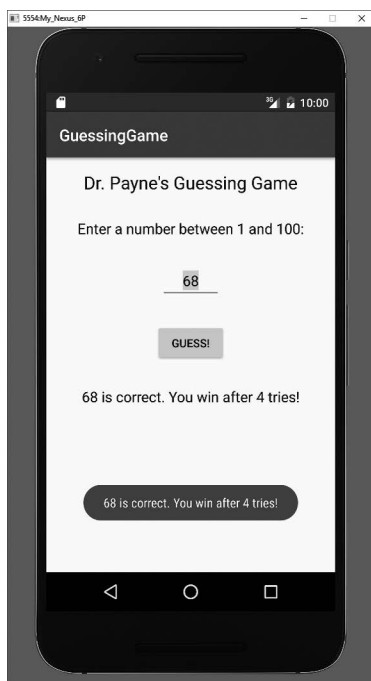 5554:My_Nexus_6P
3G 10:00
GuessingGame
Dr. Payne's Guessing Game
Enter a number between 1 and 100:
68
GUESS!
68 is correct. You win after 4 tries!
68 is correct. You win after 4 tries!